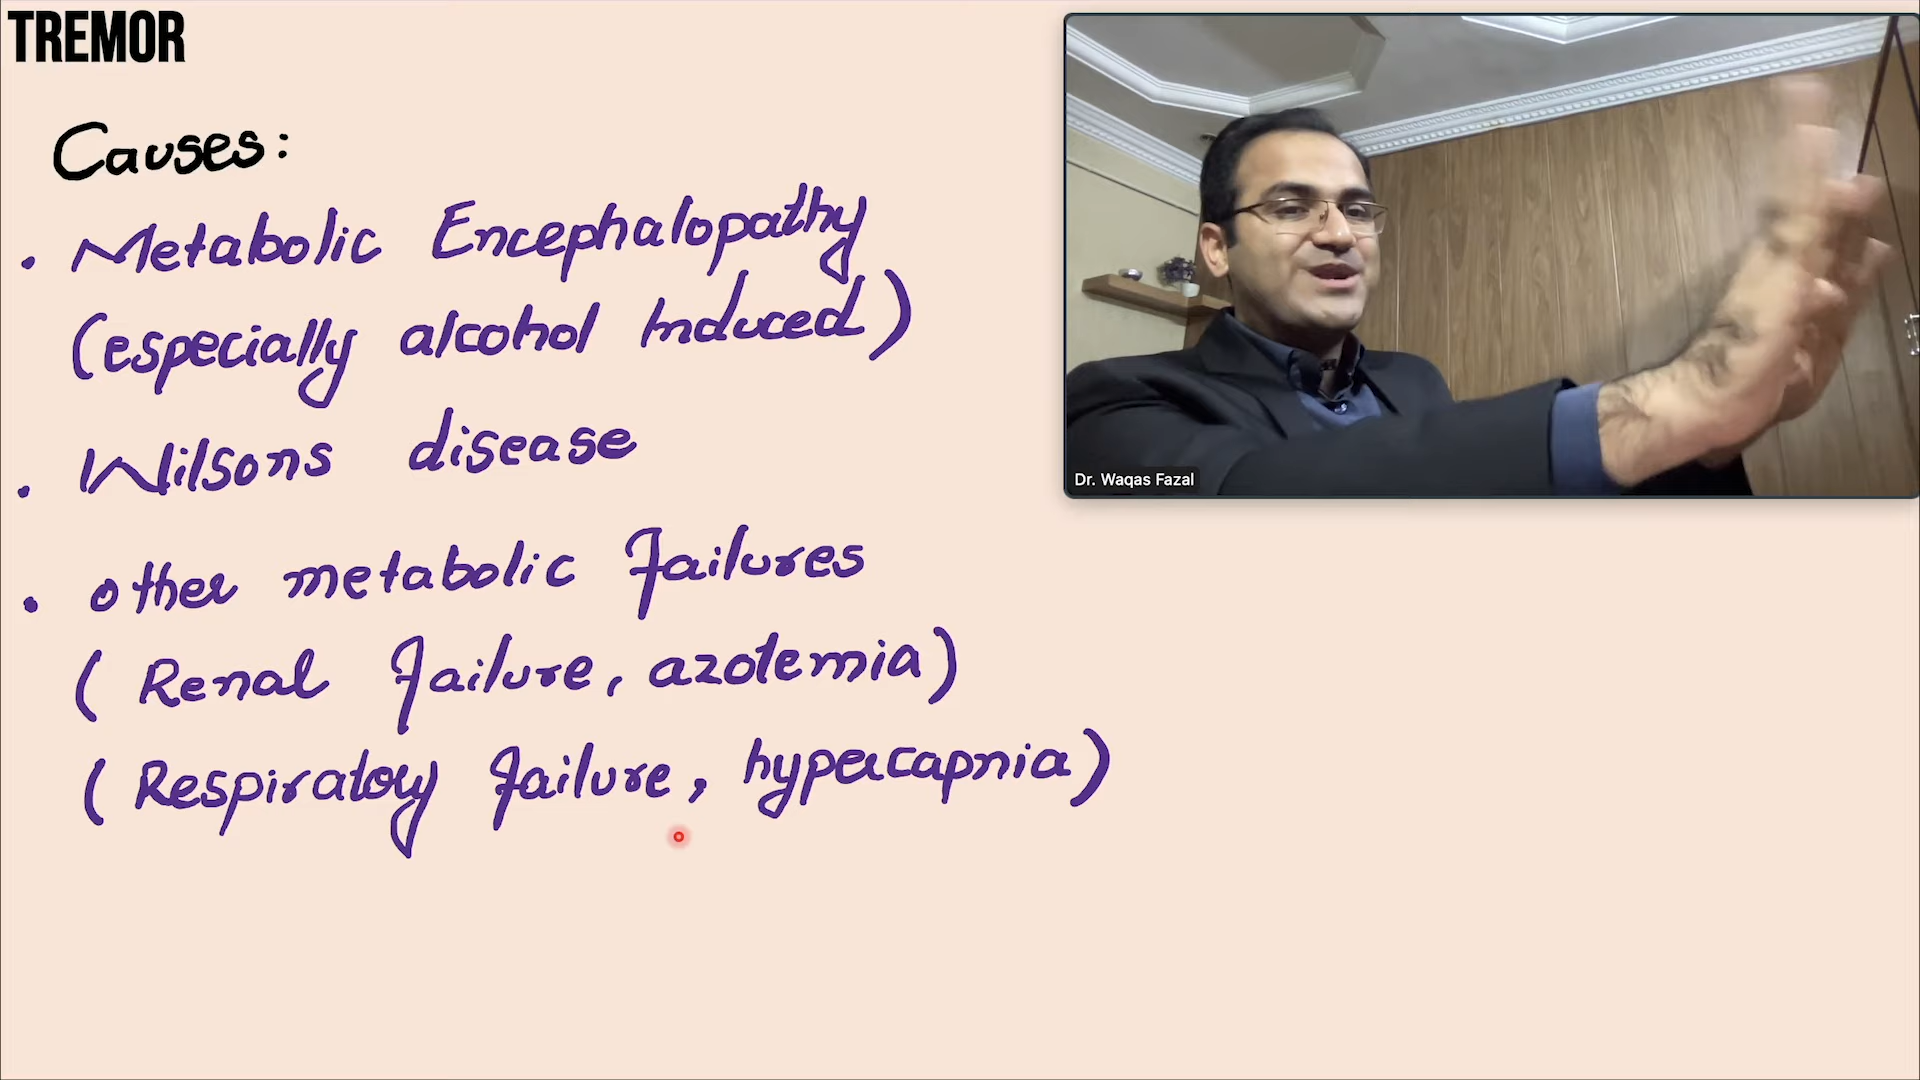 TREMOR
Causes:
. Metabolic Encephalopathy
(especially alcohol Induced)
. Wilsons disease
. other metabolic failures
( Renal failure, azotemia)
( Respiratory failure, hypercapnia)
Dr. Waqas Fazal